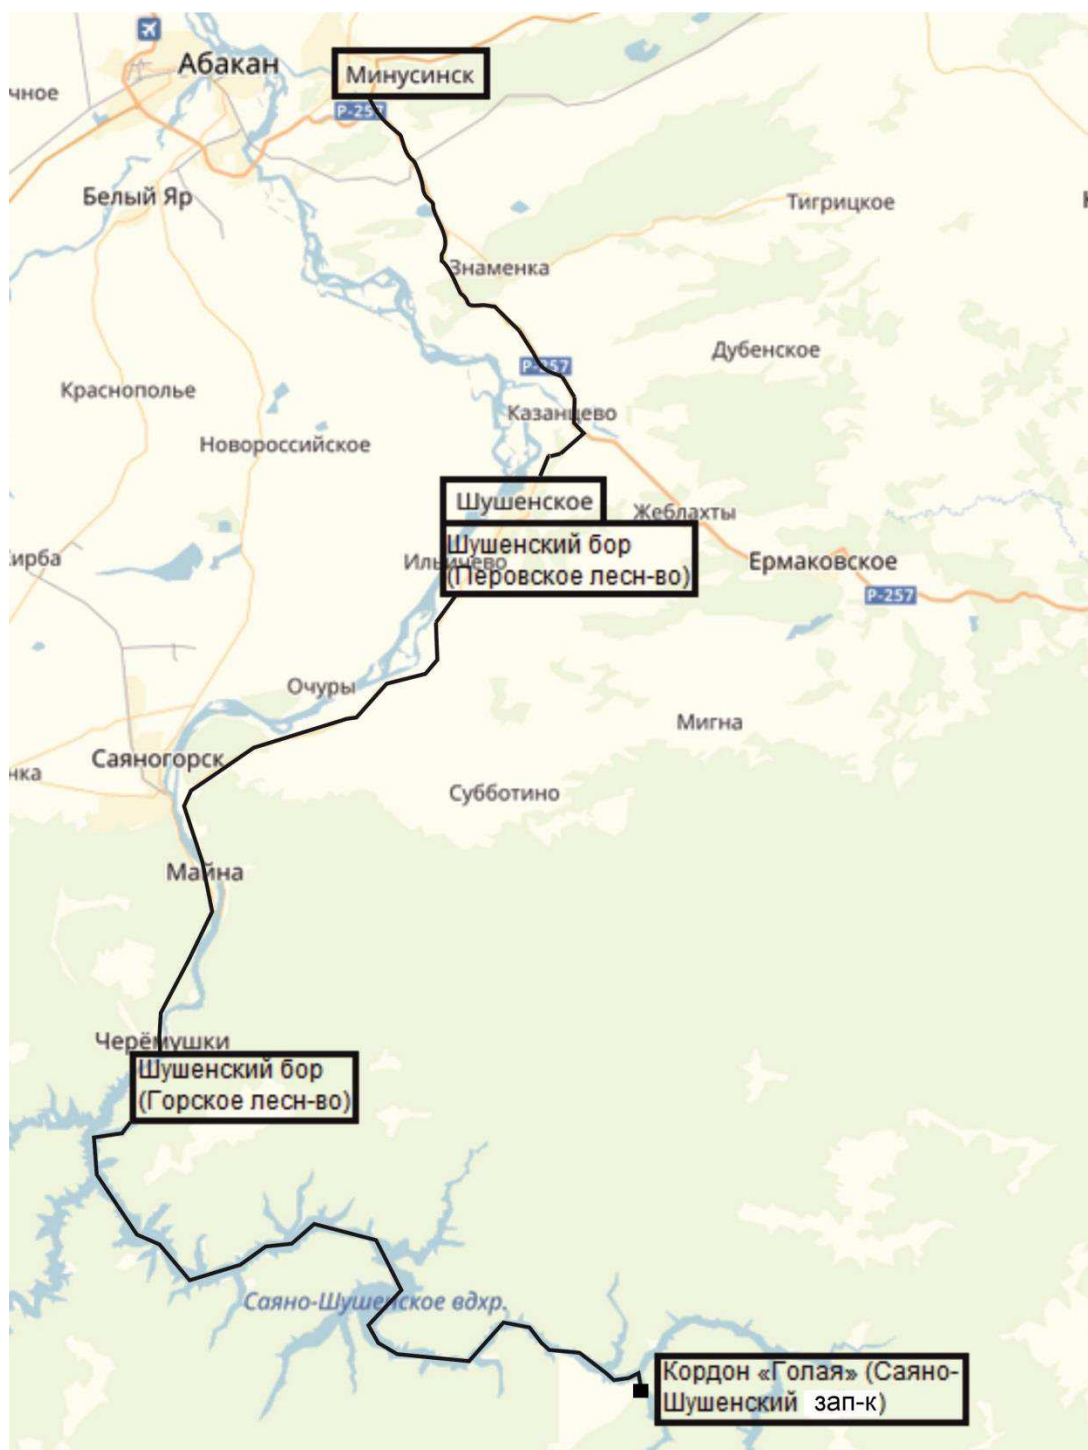 Абакан
Минусинск
чное
Р-257
Белый Яр
Тигрицкое
Знаменка
Дубенское
Р-257
Краснополье
Казанцево
Новороссийское
Шушенское
Жеблахты
Шушенский бор
(Перовское лесн-во)
Ильичево
ирба
Ермаковское
Р-257
Очуры
Мигна
Саяногорск
нка
Субботино
Майна
Черёмушки
Шушенский бор
(Горское лесн-во)
Саяно-Шушенское вдхр.
Кордон «Голая» (Саяно-
Шушенский зап-к)